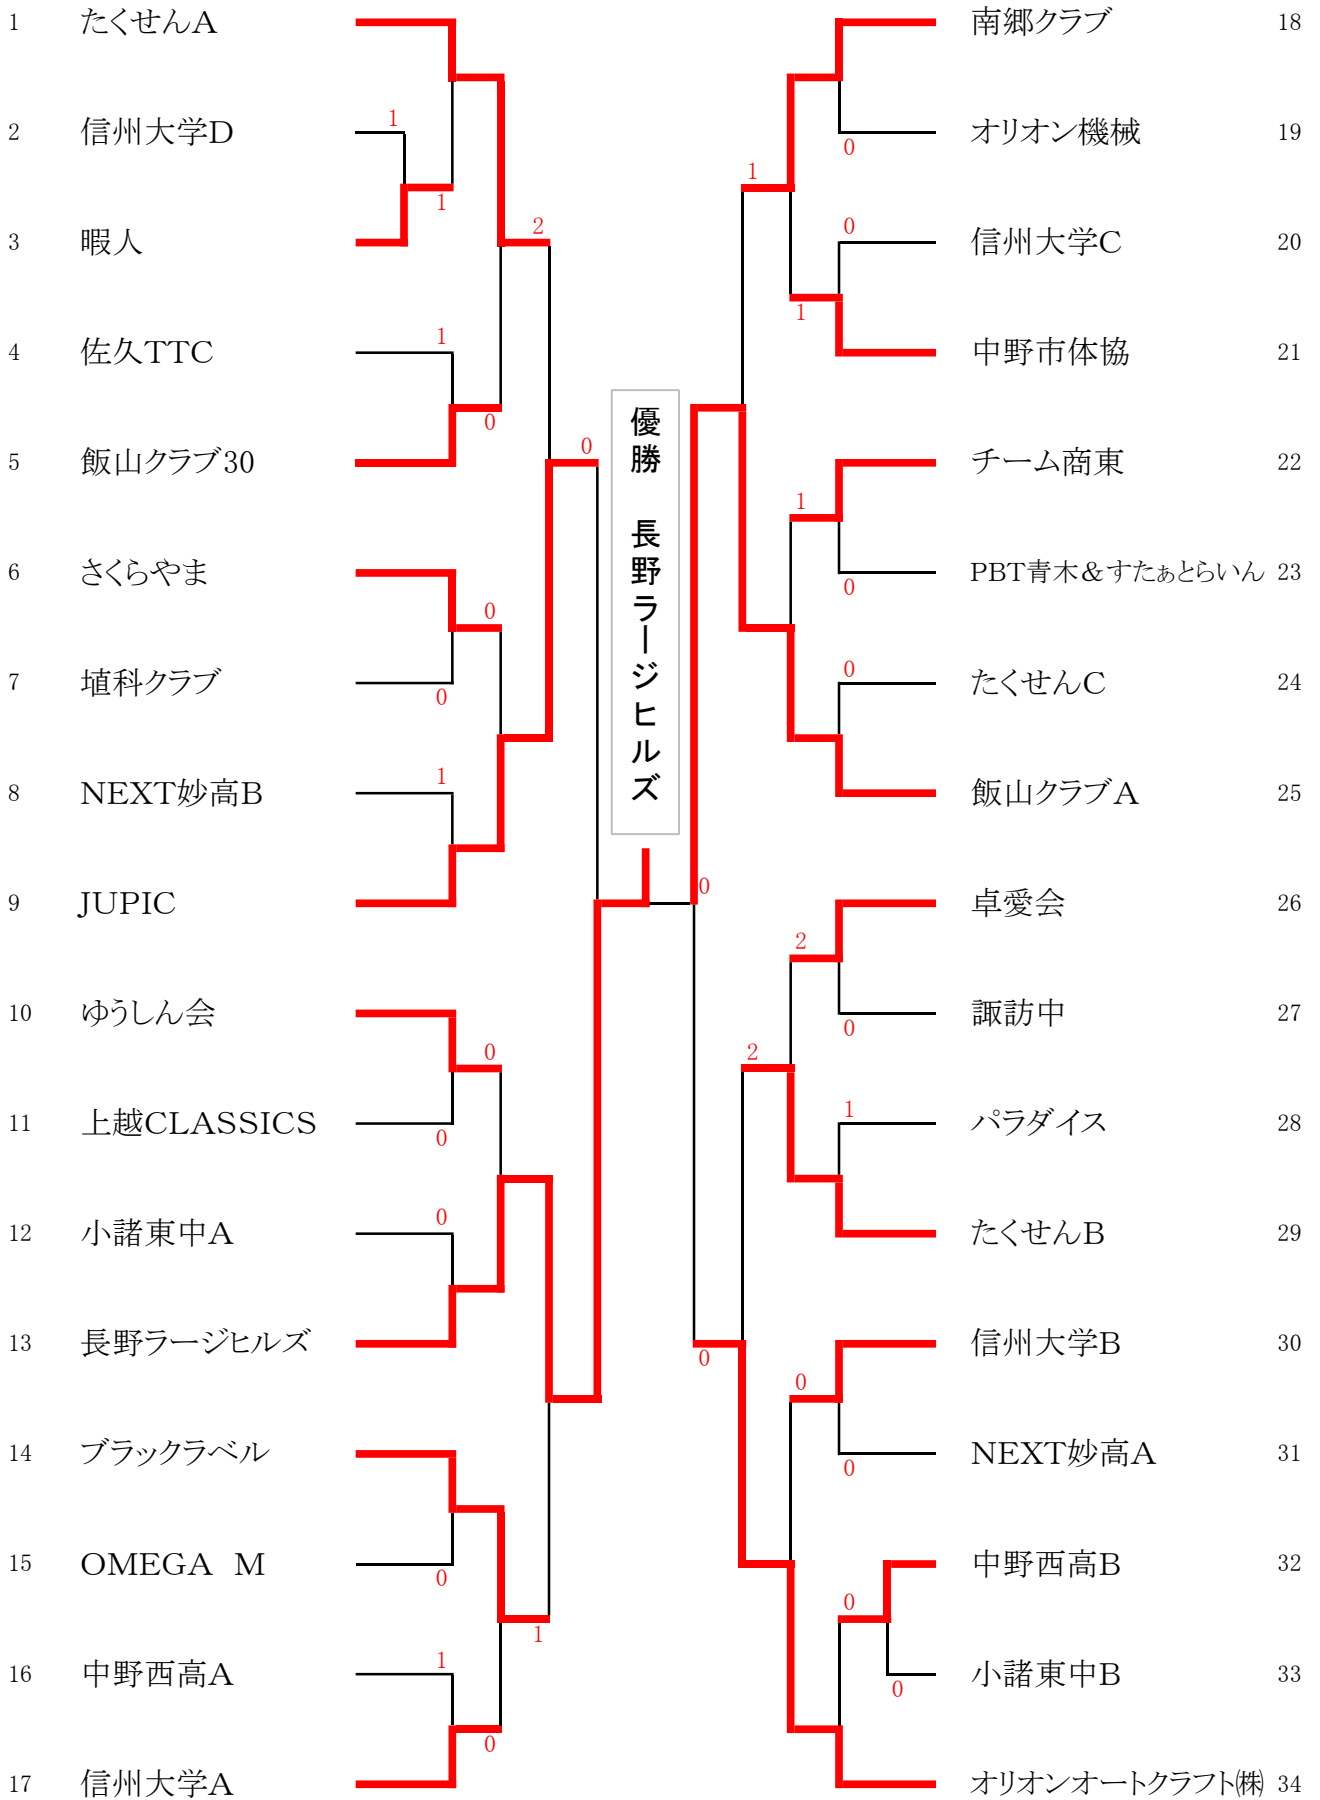 1 たくせんA
2 信州大学D
1
3 暇人
1
2
4 佐久TTC
1
5 飯山クラブ30
0
0
6 さくらやま
0
7 埴科クラブ
0
8 NEXT妙高B
1
9 JUPIC
10 ゆうしん会
0
11 上越CLASSICS
0
12 小諸東中A
0
13 長野ラージヒルズ
14 ブラックラベル
15 OMEGA M
0
1
16 中野西高A
1
17 信州大学A
0
優勝 長野ラージヒルズ
南郷クラブ 18
オリオン機械 19
0
1
信州大学C 20
0
1
中野市体協 21
チーム商東 22
1
PBT青木&すたぁとらいん 23
0
たくせんC 24
0
飯山クラブA 25
0
卓愛会 26
2
諏訪中 27
0
2
パラダイス 28
1
たくせんB 29
信州大学B 30
0
0
NEXT妙高A 31
0
中野西高B 32
0
小諸東中B 33
0
オリオンオートクラフト㈱ 34